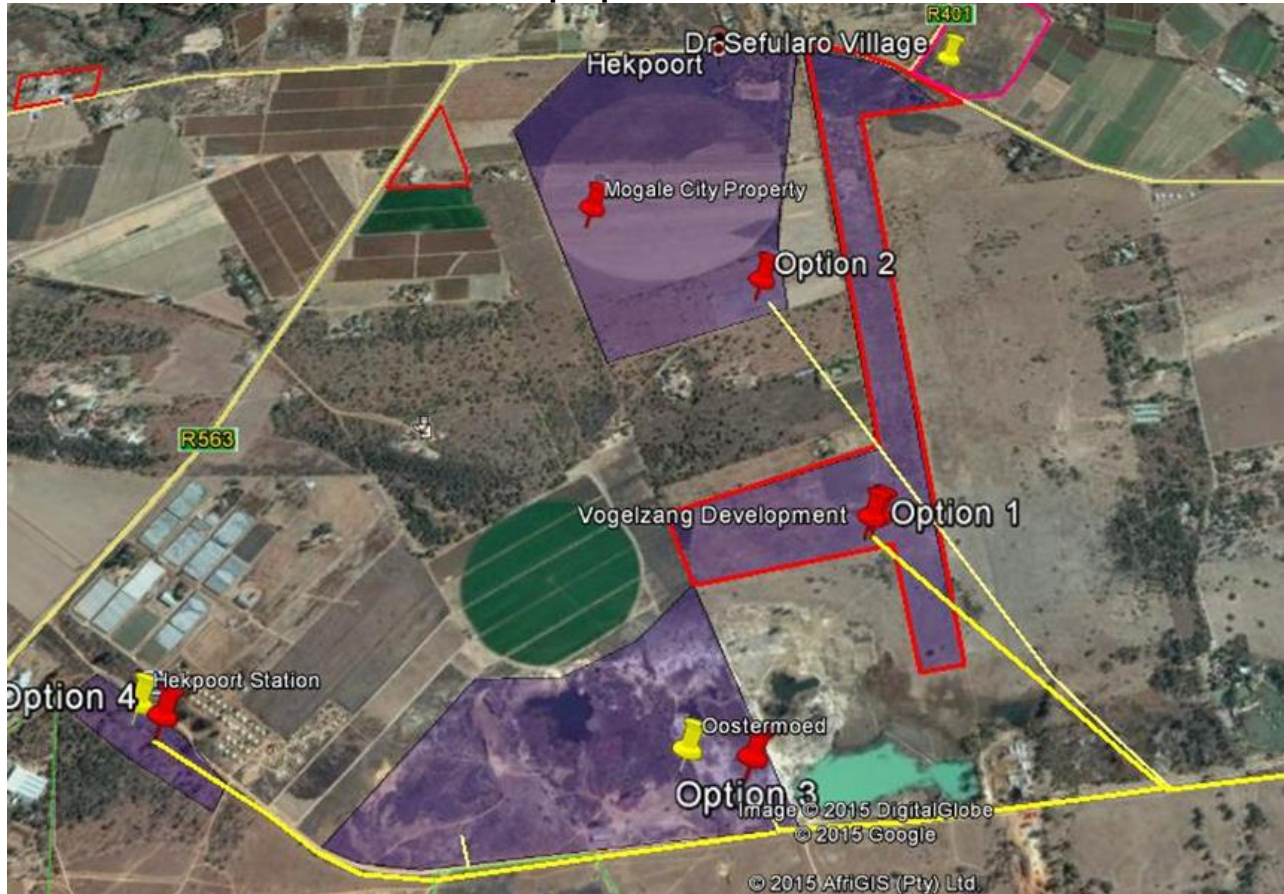 R401
Dr Sefularo Village
Hekpoort
Mogale City Property
Option 2
R563
Vogelzang Development
Option 1
Hekpoort Station
Option 4
Oostermoed
Option 3
Image © 2015 DigitalGlobe
© 2015 Google
© 2015 AfriGIS (Pty) Ltd.